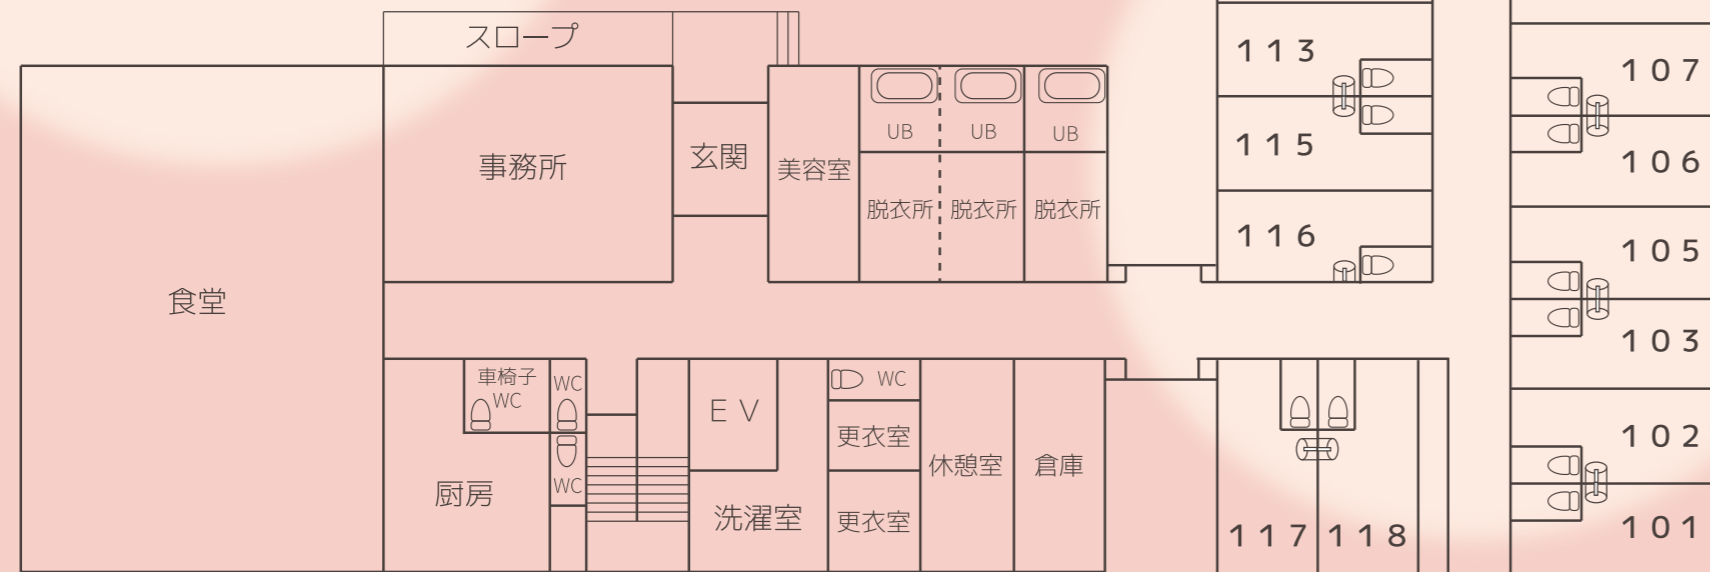 スロープ
事務所
玄関
美容室
UB
UB
UB
脱衣所
脱衣所
脱衣所
食堂
車椅子
WC
WC
WC
厨房
EV
洗濯室
WC
更衣室
更衣室
休憩室
倉庫
113
115
116
117
118
107
106
105
103
102
101